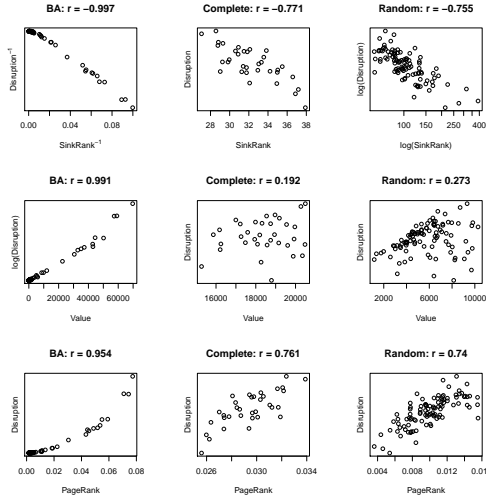 BA: r = −0.997
Complete: r = −0.771
Random: r = −0.755
Disruption⁻¹
Disruption
log(Disruption)
0.00 0.04 0.08
28 30 32 34 36 38
100 150 250 400
SinkRank⁻¹
SinkRank
log(SinkRank)
BA: r = 0.991
Complete: r = 0.192
Random: r = 0.273
log(Disruption)
Disruption
Disruption
0 20000 40000 60000
16000 18000 20000
2000 6000 10000
Value
Value
Value
BA: r = 0.954
Complete: r = 0.761
Random: r = 0.74
Disruption
Disruption
Disruption
0.00 0.02 0.04 0.06 0.08
0.026 0.030 0.034
0.004 0.008 0.012
PageRank
PageRank
PageRank